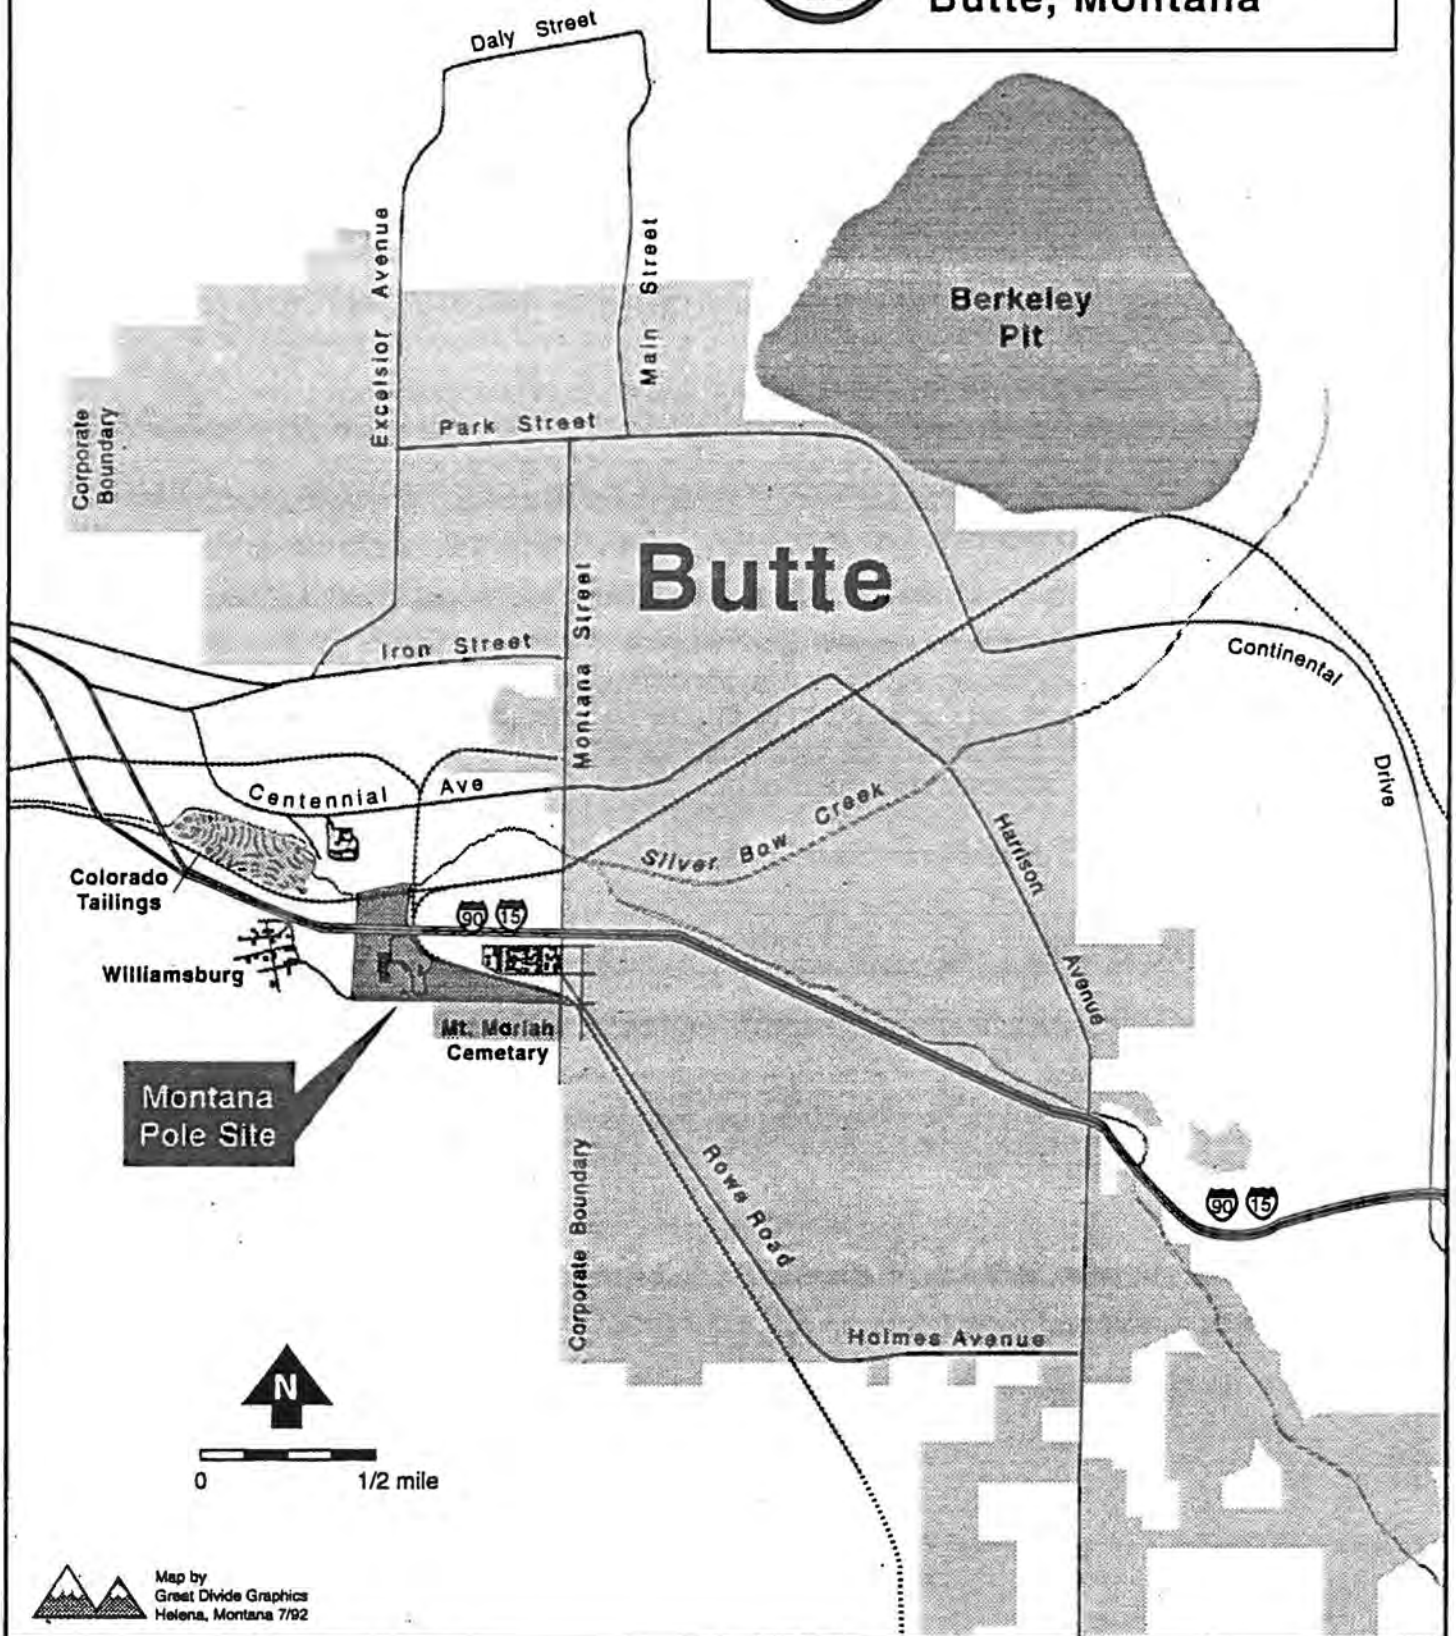 Butte, Montana
Daly Street
Excelsior Avenue
Main Street
Berkeley
Pit
Corporate
Boundary
Park Street
Butte
Montana Street
Iron Street
Continental
Drive
Centennial Ave
Silver Bow Creek
Harrison
Avenue
Colorado
Tailings
90 15
Williamsburg
Mt. Moriah
Cemetary
Montana
Pole Site
Rowe Road
Corporate Boundary
90 15
Holmes Avenue
N
0 1/2 mile
Map by
Great Divide Graphics
Helena, Montana 7/92